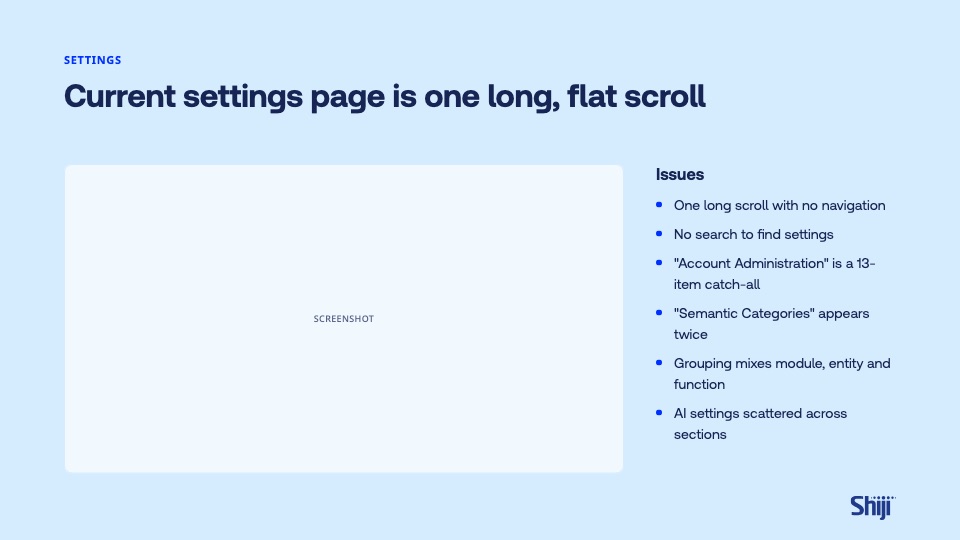 SETTINGS
Current settings page is one long, flat scroll
SCREENSHOT
Issues
One long scroll with no navigation
No search to find settings
"Account Administration" is a 13-
item catch-all
"Semantic Categories" appears
twice
Grouping mixes module, entity and
function
AI settings scattered across
sections
Shiji